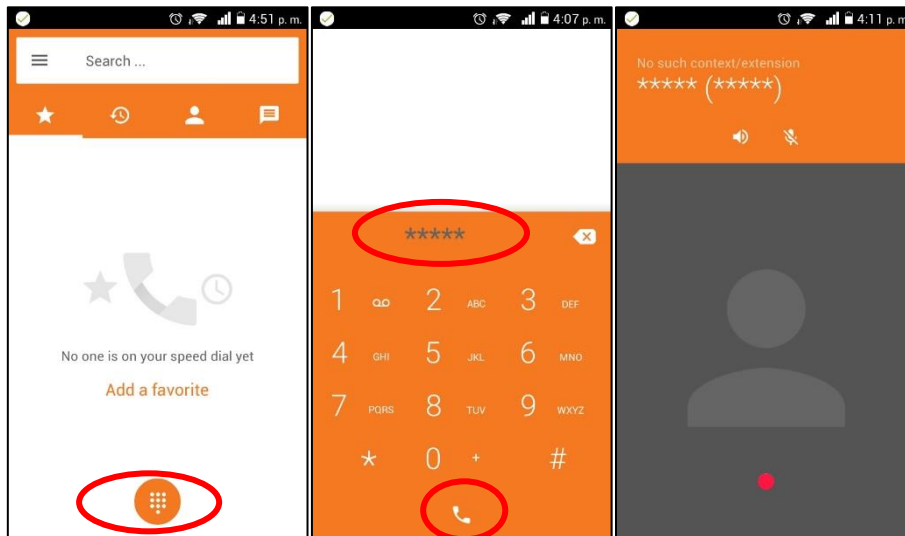 4:51 p. m.
Search ...
No one is on your speed dial yet
Add a favorite
4:07 p. m.
*****
1 2 ABC 3 DEF
4 GHI 5 JKL 6 MNO
7 PQRS 8 TUV 9 WXYZ
* 0 + #
4:11 p. m
No such context/extension
***** (*****)